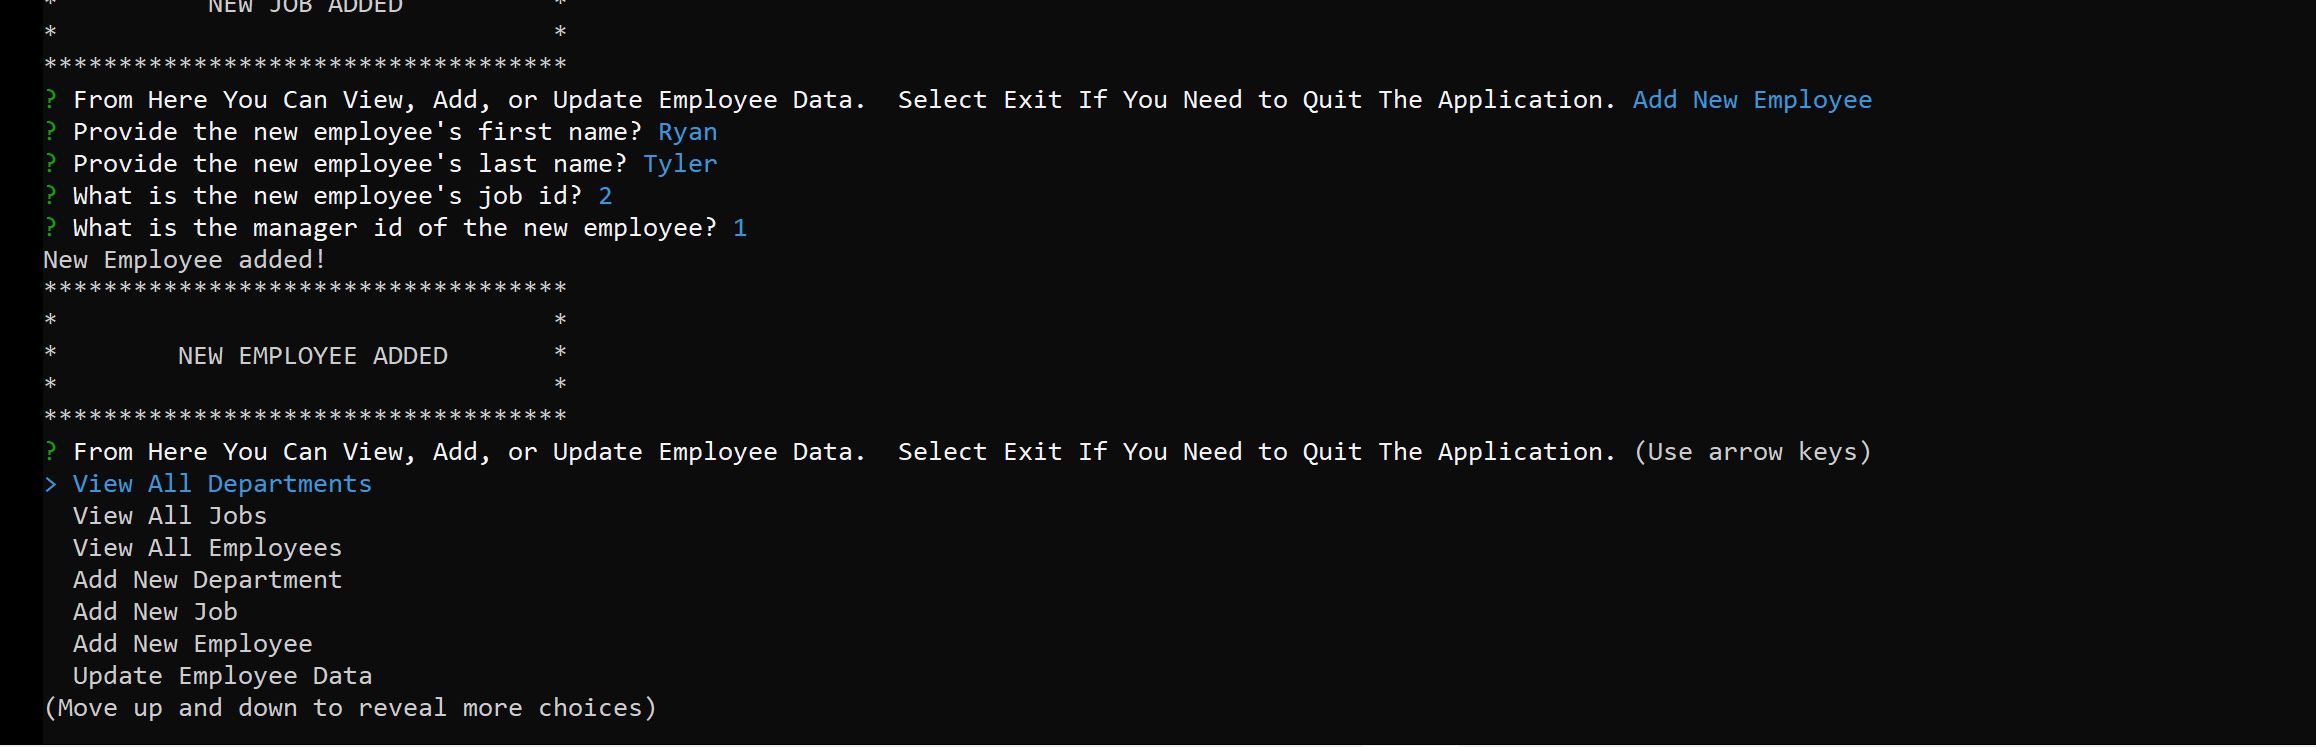 * NEW JOB ADDED *
* *
***********************************
? From Here You Can View, Add, or Update Employee Data.  Select Exit If You Need to Quit The Application. Add New Employee
? Provide the new employee's first name? Ryan
? Provide the new employee's last name? Tyler
? What is the new employee's job id? 2
? What is the manager id of the new employee? 1
New Employee added!
***********************************
* *
* NEW EMPLOYEE ADDED *
* *
***********************************
? From Here You Can View, Add, or Update Employee Data.  Select Exit If You Need to Quit The Application. (Use arrow keys)
> View All Departments
View All Jobs
View All Employees
Add New Department
Add New Job
Add New Employee
Update Employee Data
(Move up and down to reveal more choices)